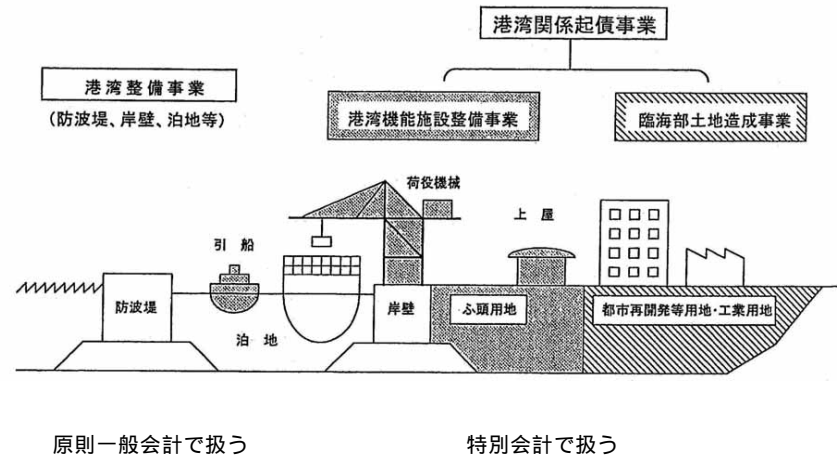 港湾関係起債事業
港湾整備事業
(防波堤、岸壁、泊地等)
港湾機能施設整備事業
臨海部土地造成事業
荷役機械
上屋
引船
防波堤
泊地
岸壁
ふ頭用地
都市再開発等用地・工業用地
原則一般会計で扱う
特別会計で扱う